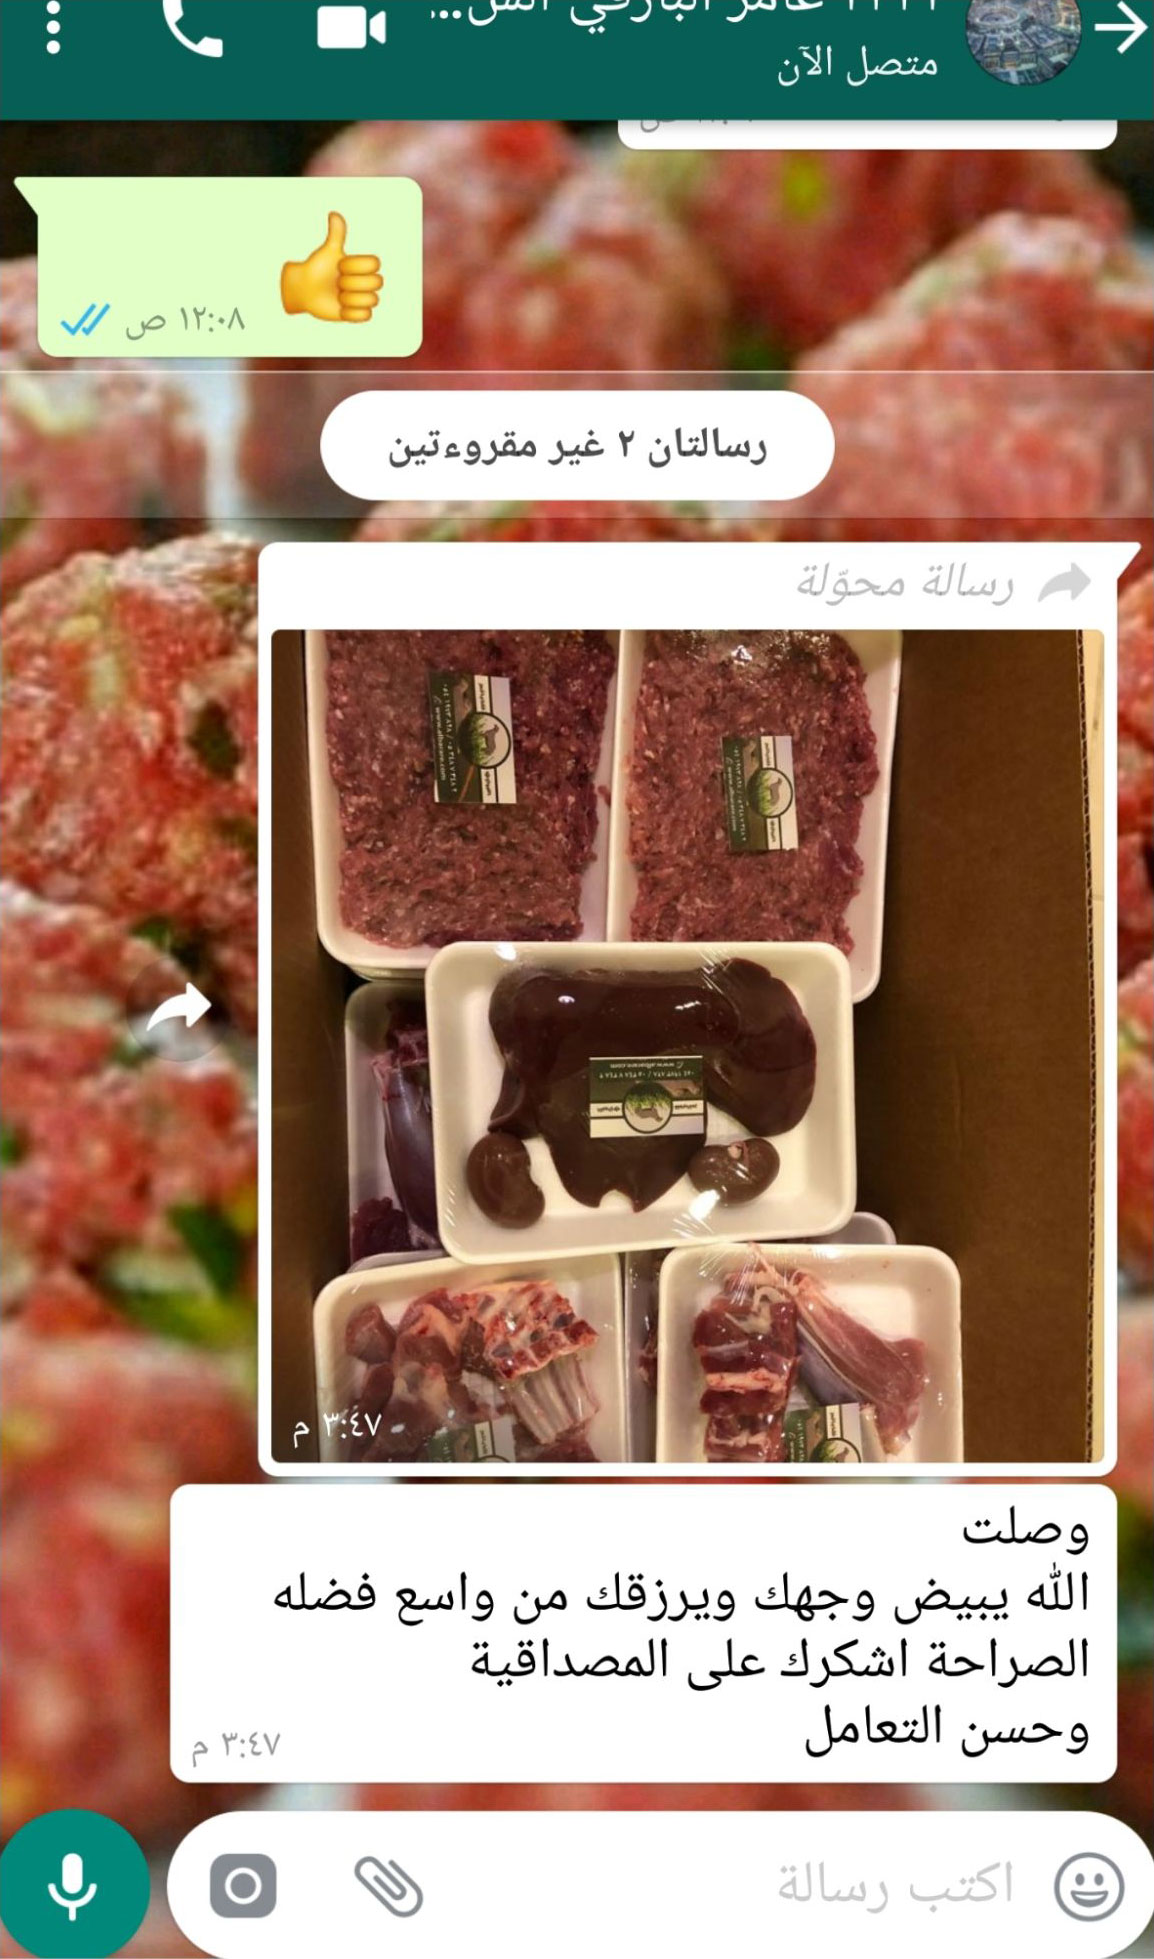 متصل الآن
١٢:٠٨ ص
رسالتان ٢ غير مقروءتين
رسالة محوّلة
٣:٤٧ م
وصلت
الله يبيض وجهك ويرزقك من واسع فضله
الصراحة اشكرك على المصداقية
وحسن التعامل
٣:٤٧ م
اكتب رسالة